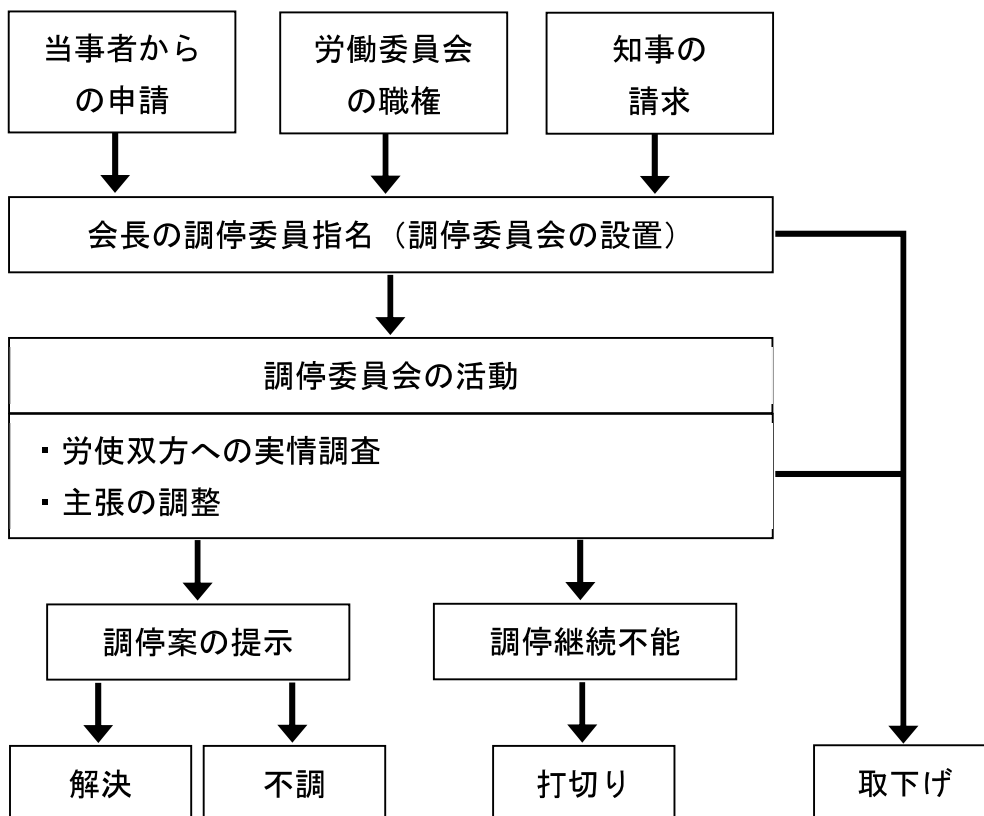 当事者から
の申請
労働委員会
の職権
知事の
請求
会長の調停委員指名（調停委員会の設置）
調停委員会の活動
・労使双方への実情調査
・主張の調整
調停案の提示
調停継続不能
解決
不調
打切り
取下げ